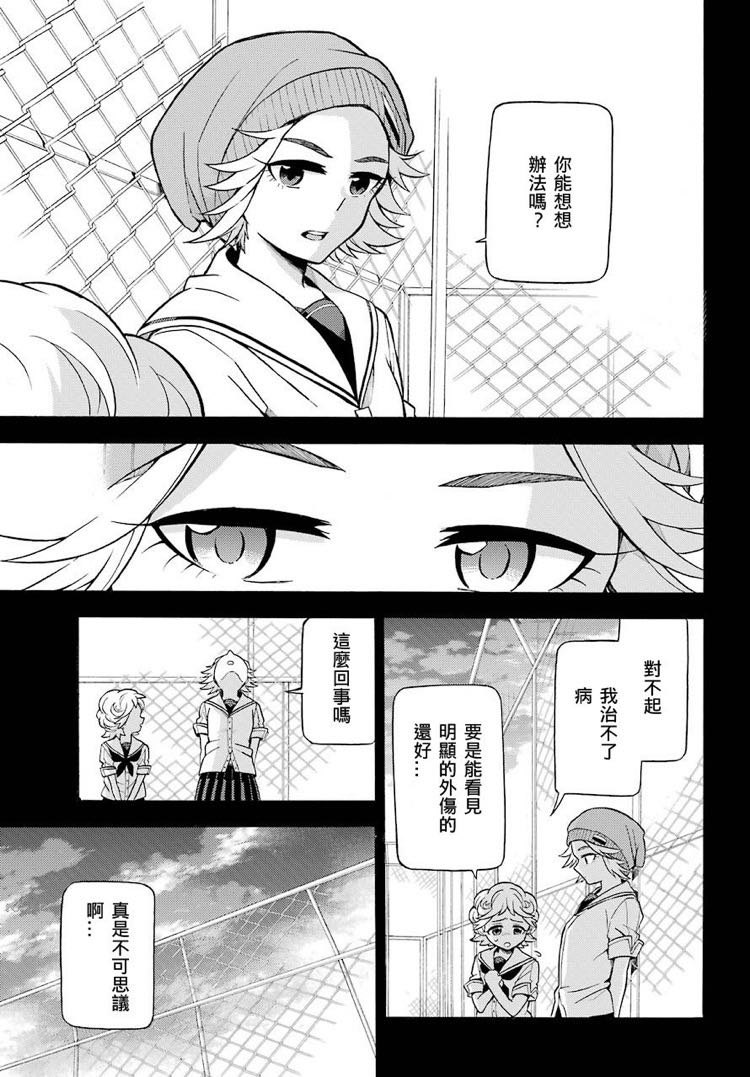 你能想想
辦法嗎？
對不起
我治不了
病
要是能看見
明顯的外傷的
還好…
這麼回事嗎
真是不可思議
啊…